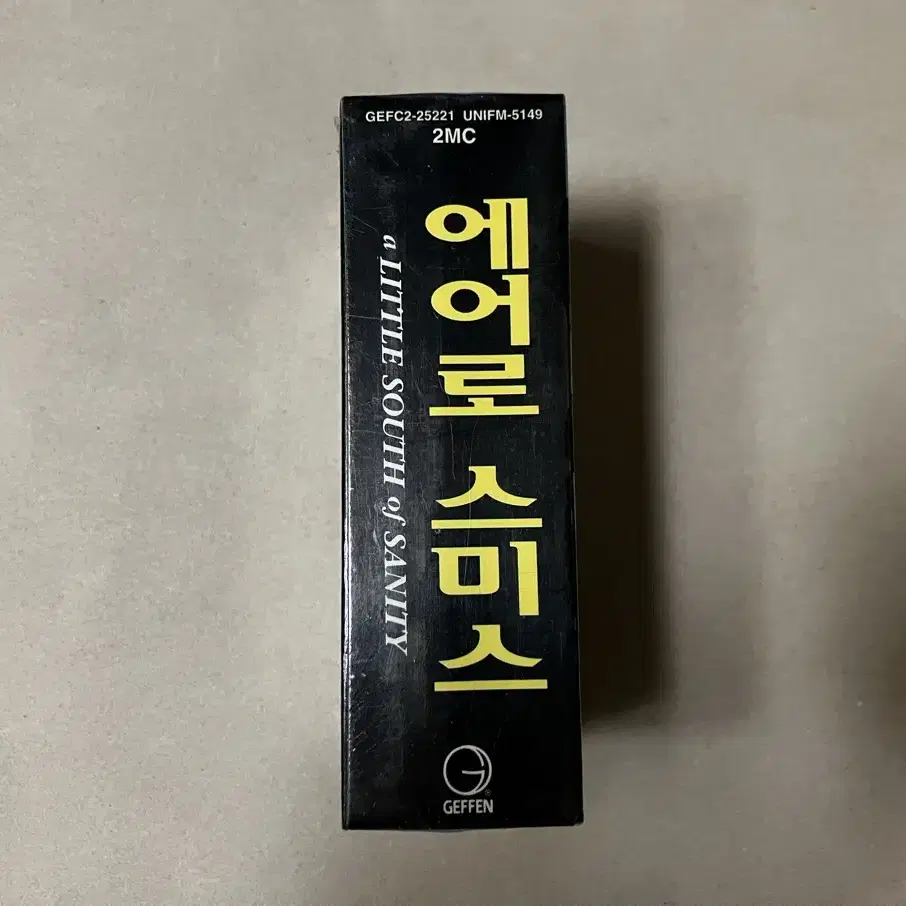 GEFC2-25221 UNIFM-5149
2MC
에어로 스미스
a LITTLE SOUTH of SANITY
G
®
GEFFEN